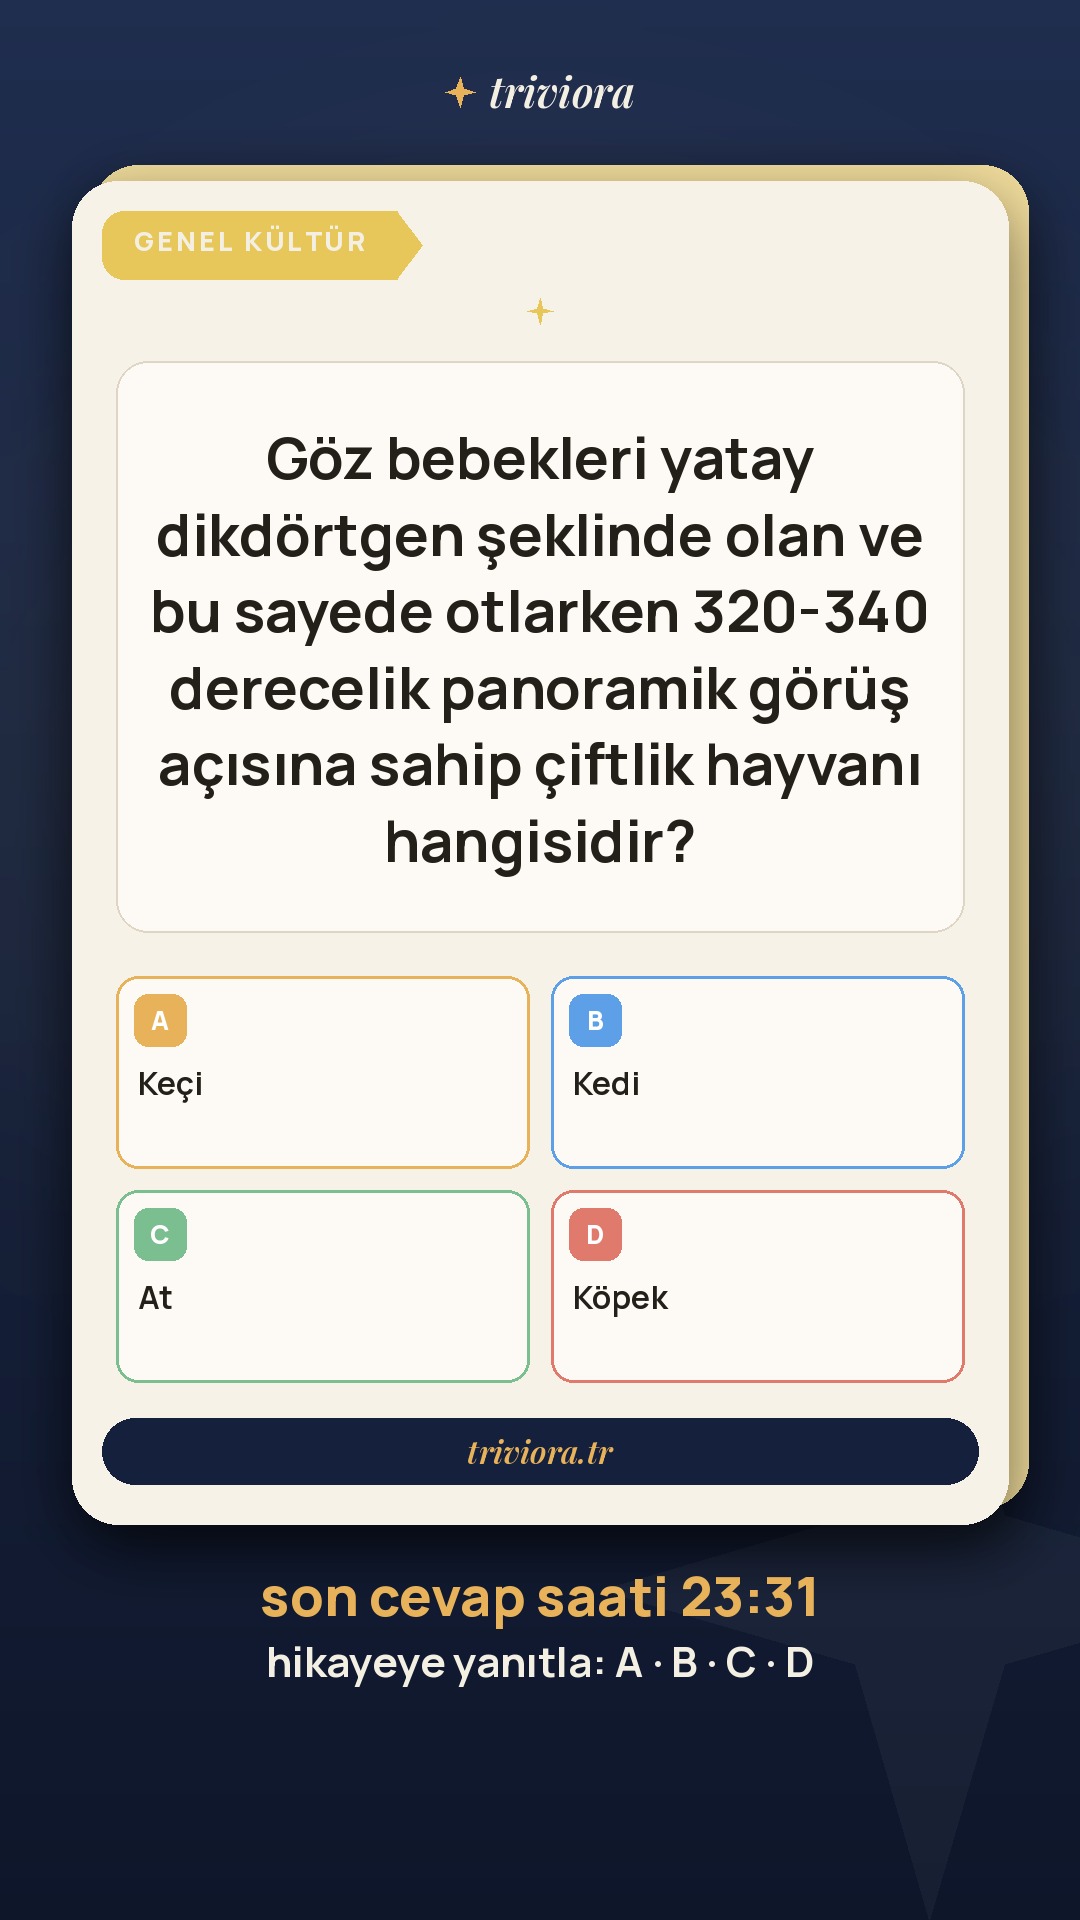 triviora
GENEL KÜLTÜR
Göz bebekleri yatay
dikdörtgen şeklinde olan ve
bu sayede otlarken 320-340
derecelik panoramik görüş
açısına sahip çiftlik hayvanı
hangisidir?
A
Keçi
B
Kedi
C
At
D
Köpek
triviora.tr
son cevap saati 23:31
hikayeye yanıtla: A · B · C · D